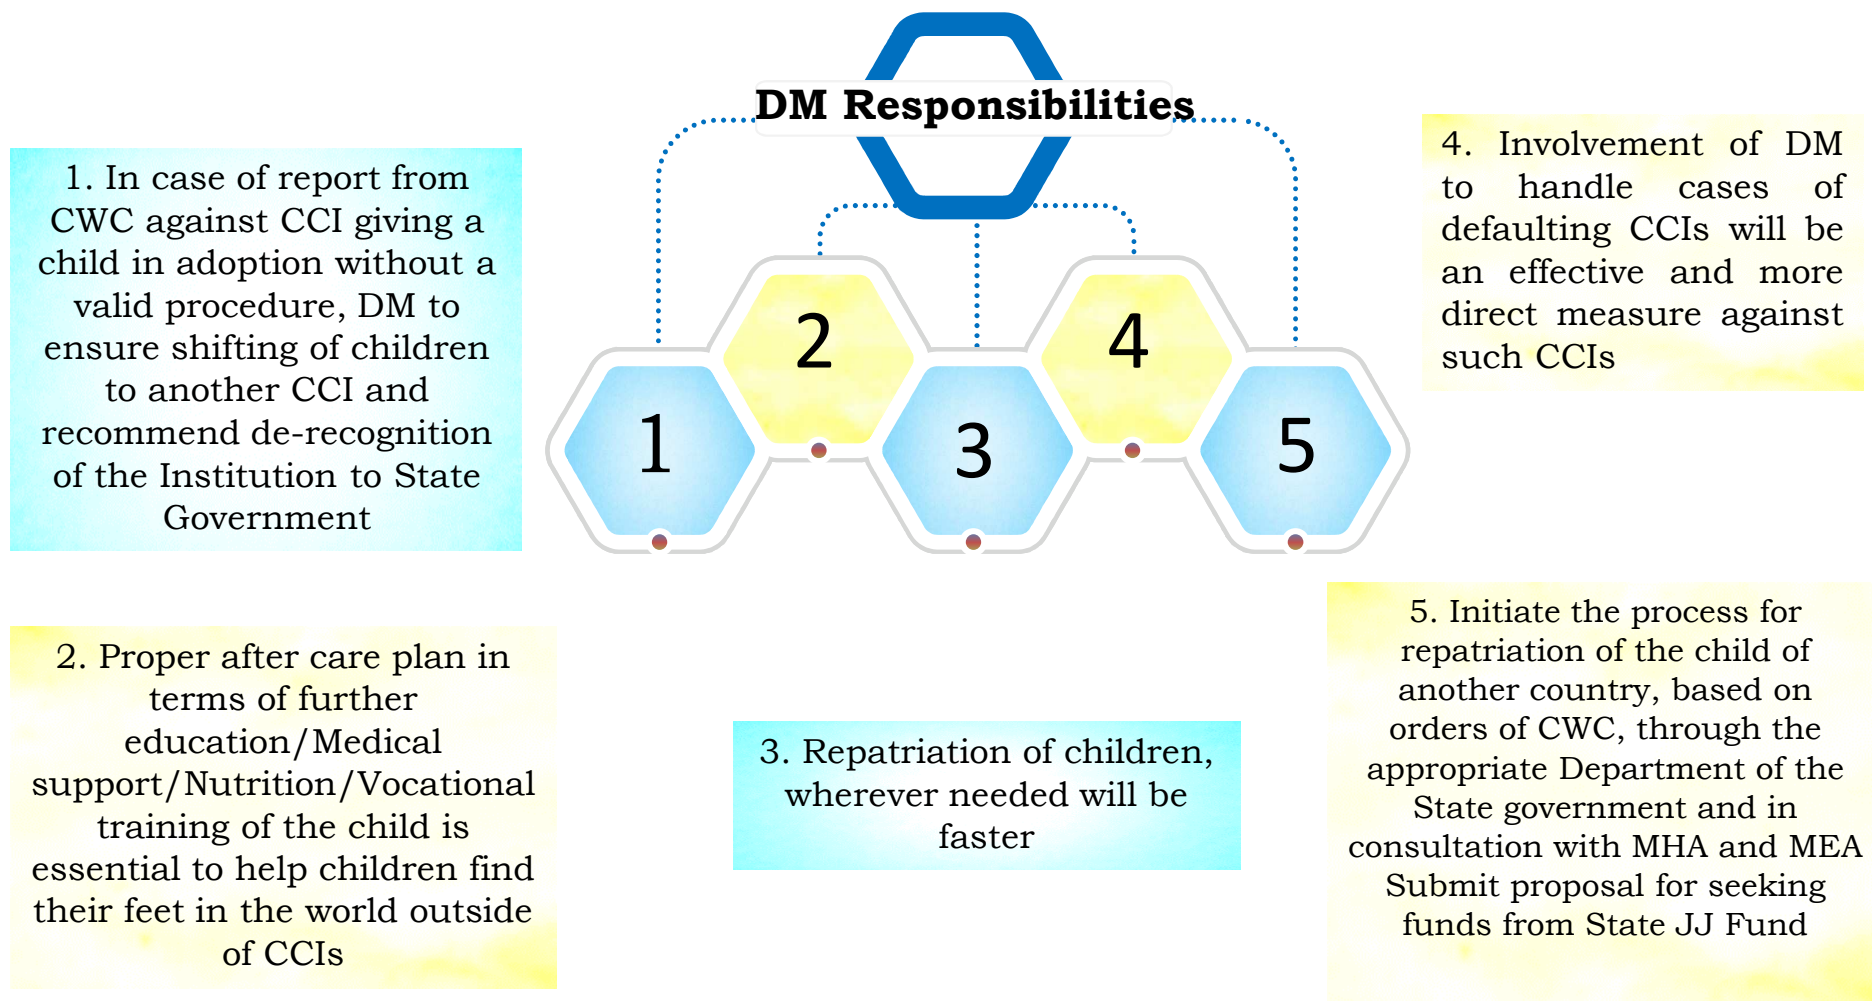 DM Responsibilities
1. In case of report from
CWC against CCI giving a
child in adoption without a
valid procedure, DM to
ensure shifting of children
to another CCI and
recommend de-recognition
of the Institution to State
Government
2
4
1
3
5
4. Involvement of DM
to handle cases of
defaulting CCIs will be
an effective and more
direct measure against
such CCIs
2. Proper after care plan in
terms of further
education/Medical
support/Nutrition/Vocational
training of the child is
essential to help children find
their feet in the world outside
of CCIs
3. Repatriation of children,
wherever needed will be
faster
5. Initiate the process for
repatriation of the child of
another country, based on
orders of CWC, through the
appropriate Department of the
State government and in
consultation with MHA and MEA
Submit proposal for seeking
funds from State JJ Fund